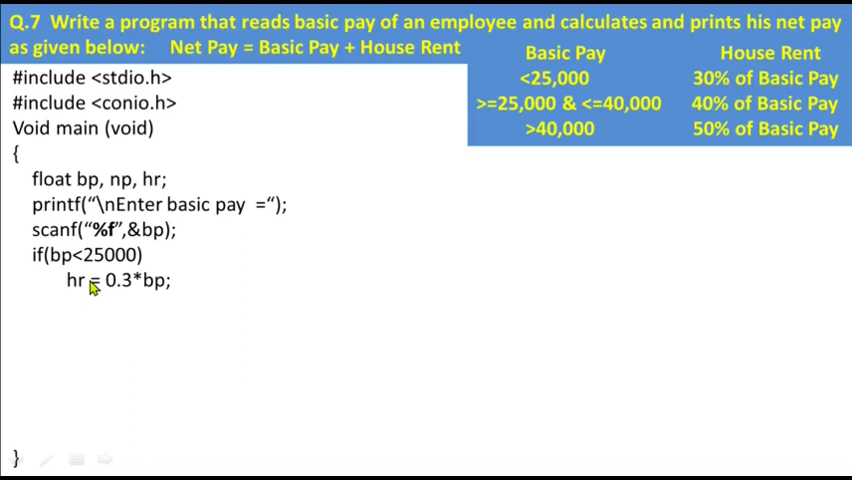 Q.7 Write a program that reads basic pay of an employee and calculates and prints his net pay
as given below: Net Pay = Basic Pay + House Rent
Basic Pay House Rent
<25,000 30% of Basic Pay
>=25,000 & <=40,000 40% of Basic Pay
>40,000 50% of Basic Pay
#include <stdio.h>
#include <conio.h>
Void main (void)
{
float bp, np, hr;
printf(“\nEnter basic pay =“);
scanf(“%f”,&bp);
if(bp<25000)
hr = 0.3*bp;
}